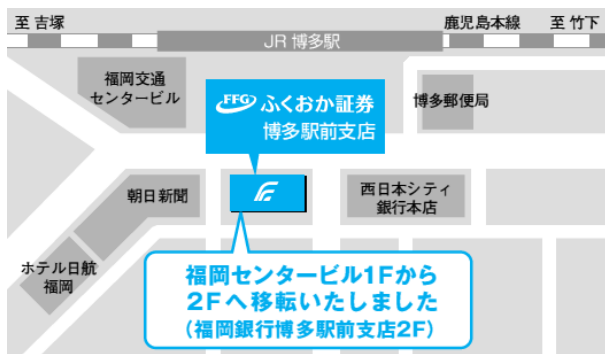 至 吉塚
鹿児島本線
至 竹下
JR 博多駅
福岡交通
センタービル
FFG ふくおか証券
博多駅前支店
博多郵便局
朝日新聞
西日本シティ
銀行本店
ホテル日航
福岡
福岡センタービル1Fから
2Fへ移転いたしました
(福岡銀行博多駅前支店2F)